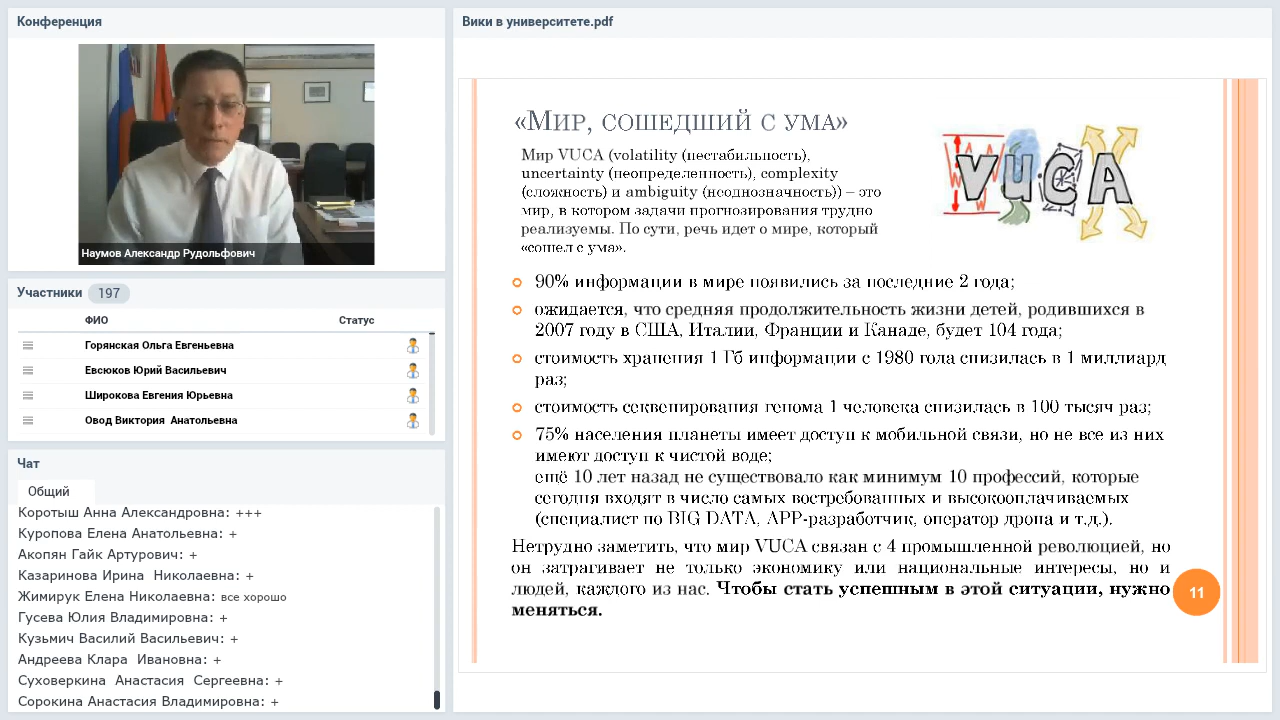 Конференция
Наумов Александр Рудольфович
Участники 197
ФИО Статус
Горянская Ольга Евгеньевна
Евсюков Юрий Васильевич
Широкова Евгения Юрьевна
Овод Виктория Анатольевна
Чат
Общий
Коротыш Анна Александровна: +++
Куропова Елена Анатольевна: +
Акопян Гайк Артурович: +
Казаринова Ирина Николаевна: +
Жимирук Елена Николаевна: все хорошо
Гусева Юлия Владимировна: +
Кузьмич Василий Васильевич: +
Андреева Клара Ивановна: +
Суховеркина Анастасия Сергеевна: +
Сорокина Анастасия Владимировна: +
Вики в университете.pdf
«Мир, сошедший с ума»
Мир VUCA (volatility (нестабильность),
uncertainty (неопределенность), complexity
(сложность) и ambiguity (неоднозначность)) – это
мир, в котором задачи прогнозирования трудно
реализуемы. По сути, речь идет о мире, который
«сошел с ума».
VUCA
90% информации в мире появились за последние 2 года;
ожидается, что средняя продолжительность жизни детей, родившихся в
2007 году в США, Италии, Франции и Канаде, будет 104 года;
стоимость хранения 1 Гб информации с 1980 года снизилась в 1 миллиард
раз;
стоимость секвенирования генома 1 человека снизилась в 100 тысяч раз;
75% населения планеты имеет доступ к мобильной связи, но не все из них
имеют доступ к чистой воде;
ещё 10 лет назад не существовало как минимум 10 профессий, которые
сегодня входят в число самых востребованных и высокооплачиваемых
(специалист по BIG DATA, APP-разработчик, оператор дрона и т.д.).
Нетрудно заметить, что мир VUCA связан с 4 промышленной революцией, но
он затрагивает не только экономику или национальные интересы, но и
людей, каждого из нас. Чтобы стать успешным в этой ситуации, нужно
меняться.
11